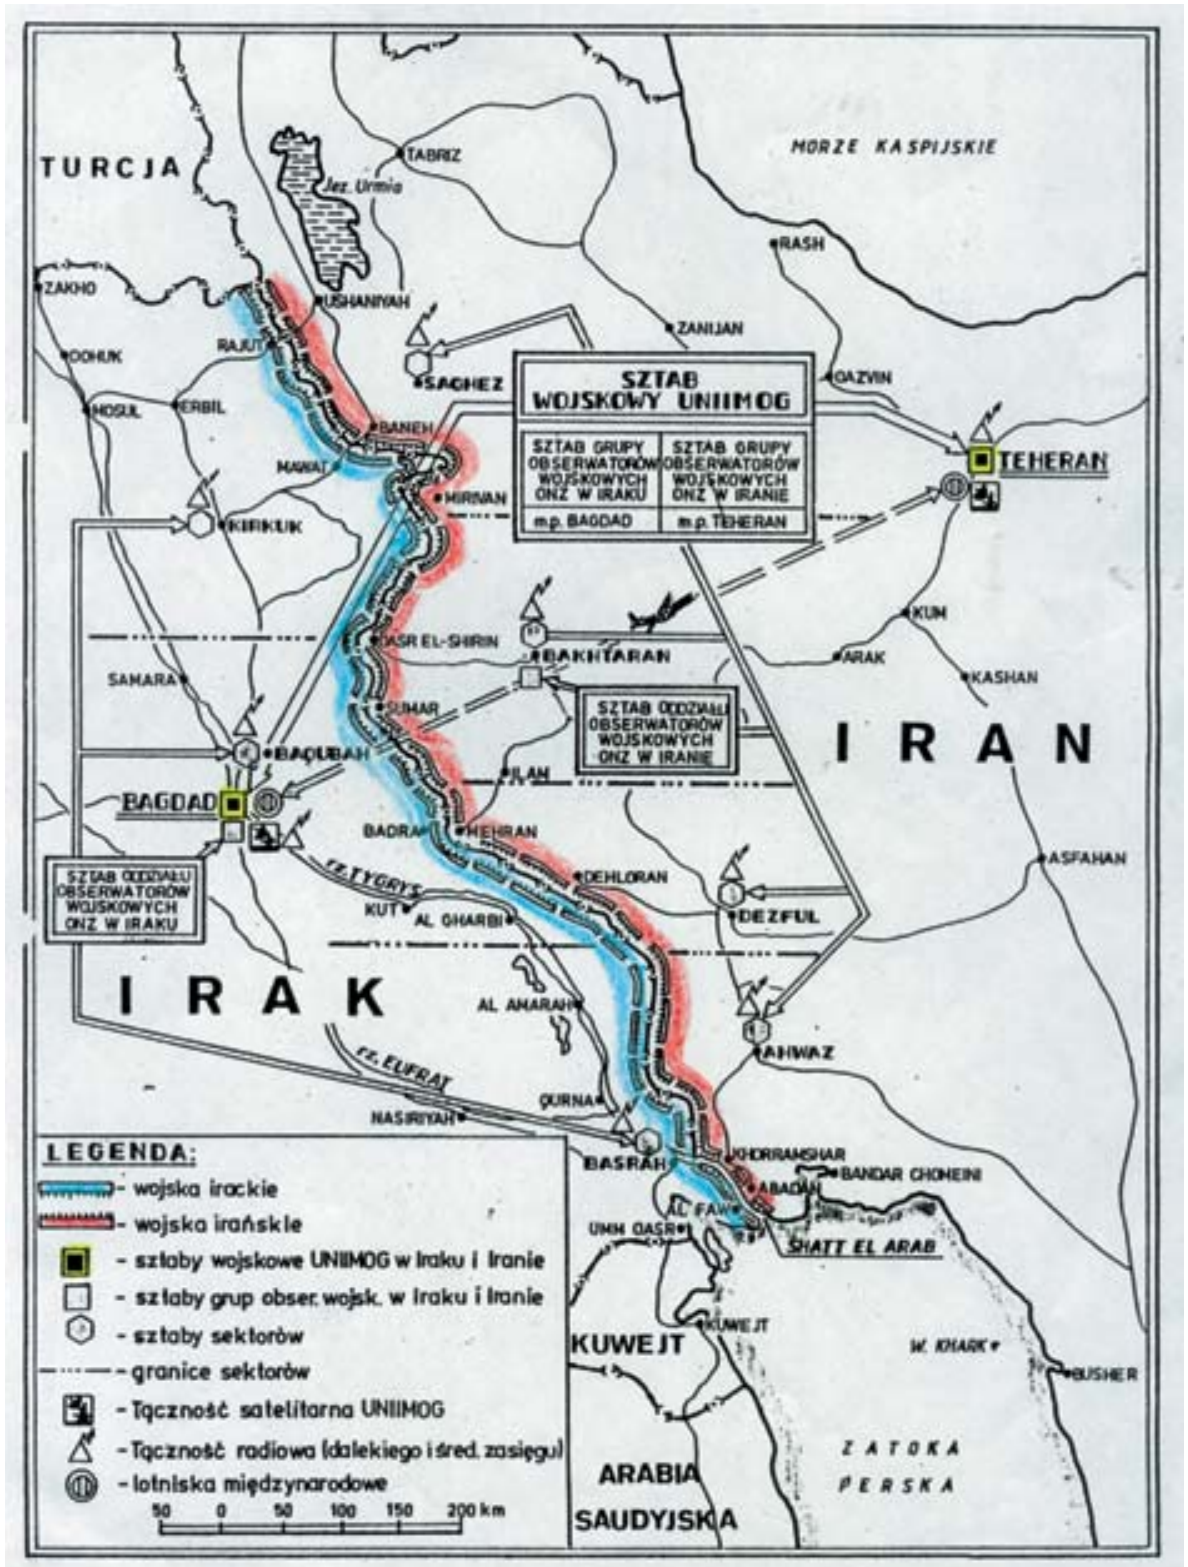 TURCJA
TABRIZ
Jez. Urmia
MORZE KASPIJSKIE
RASH
ZAKHO
USHANIYAH
ZANIJAN
RAJUT
DOHUK
SAGHEZ
GAZVIN
MOSUL
ERBIL
BANEH
MAWAT
SZTAB
WOJSKOWY UNIIMOG
SZTAB GRUPY
OBSERWATORÓW
WOJSKOWYCH
ONZ W IRAKU
m.p. BAGDAD
SZTAB GRUPY
OBSERWATORÓW
WOJSKOWYCH
ONZ W IRANIE
m.p. TEHERAN
TEHERAN
MIRIVAN
KIRKUK
KUM
QASR EL-SHIRIN
BAKHTARAN
ARAK
KASHAN
SAMARA
SUMAR
SZTAB ODDZIAŁU
OBSERWATORÓW
WOJSKOWYCH
ONZ W IRANIE
IRAN
BAQUBAH
ILAM
BAGDAD
BADRA
MEHRAN
ASFAHAN
SZTAB ODDZIAŁU
OBSERWATORÓW
WOJSKOWYCH
ONZ W IRAKU
rz. TYGRYS
DEHLORAN
KUT
AL GHARBI
DEZFUL
IRAK
AL AMARAH
AHWAZ
rz. EUFRAT
QURNA
NASIRIYAH
BASRAH
KHORRAMSHAR
BANDAR CHOMEINI
ABADAN
AL FAW
UMM QASR
SHATT EL ARAB
KUWEJT
KUWEJT
W. KHARK
BUSHER
ZATOKA
PERSKA
ARABIA
SAUDYJSKA
LEGENDA:
- wojska irackie
- wojska irańskie
- sztaby wojskowe UNIIMOG w Iraku i Iranie
- sztaby grup obser. wojsk. w Iraku i Iranie
- sztaby sektorów
- granice sektorów
- Łączność satelitarna UNIIMOG
- Łączność radiowa (dalekiego i śred. zasięgu)
- lotniska międzynarodowe
50 0 50 100 150 200 km